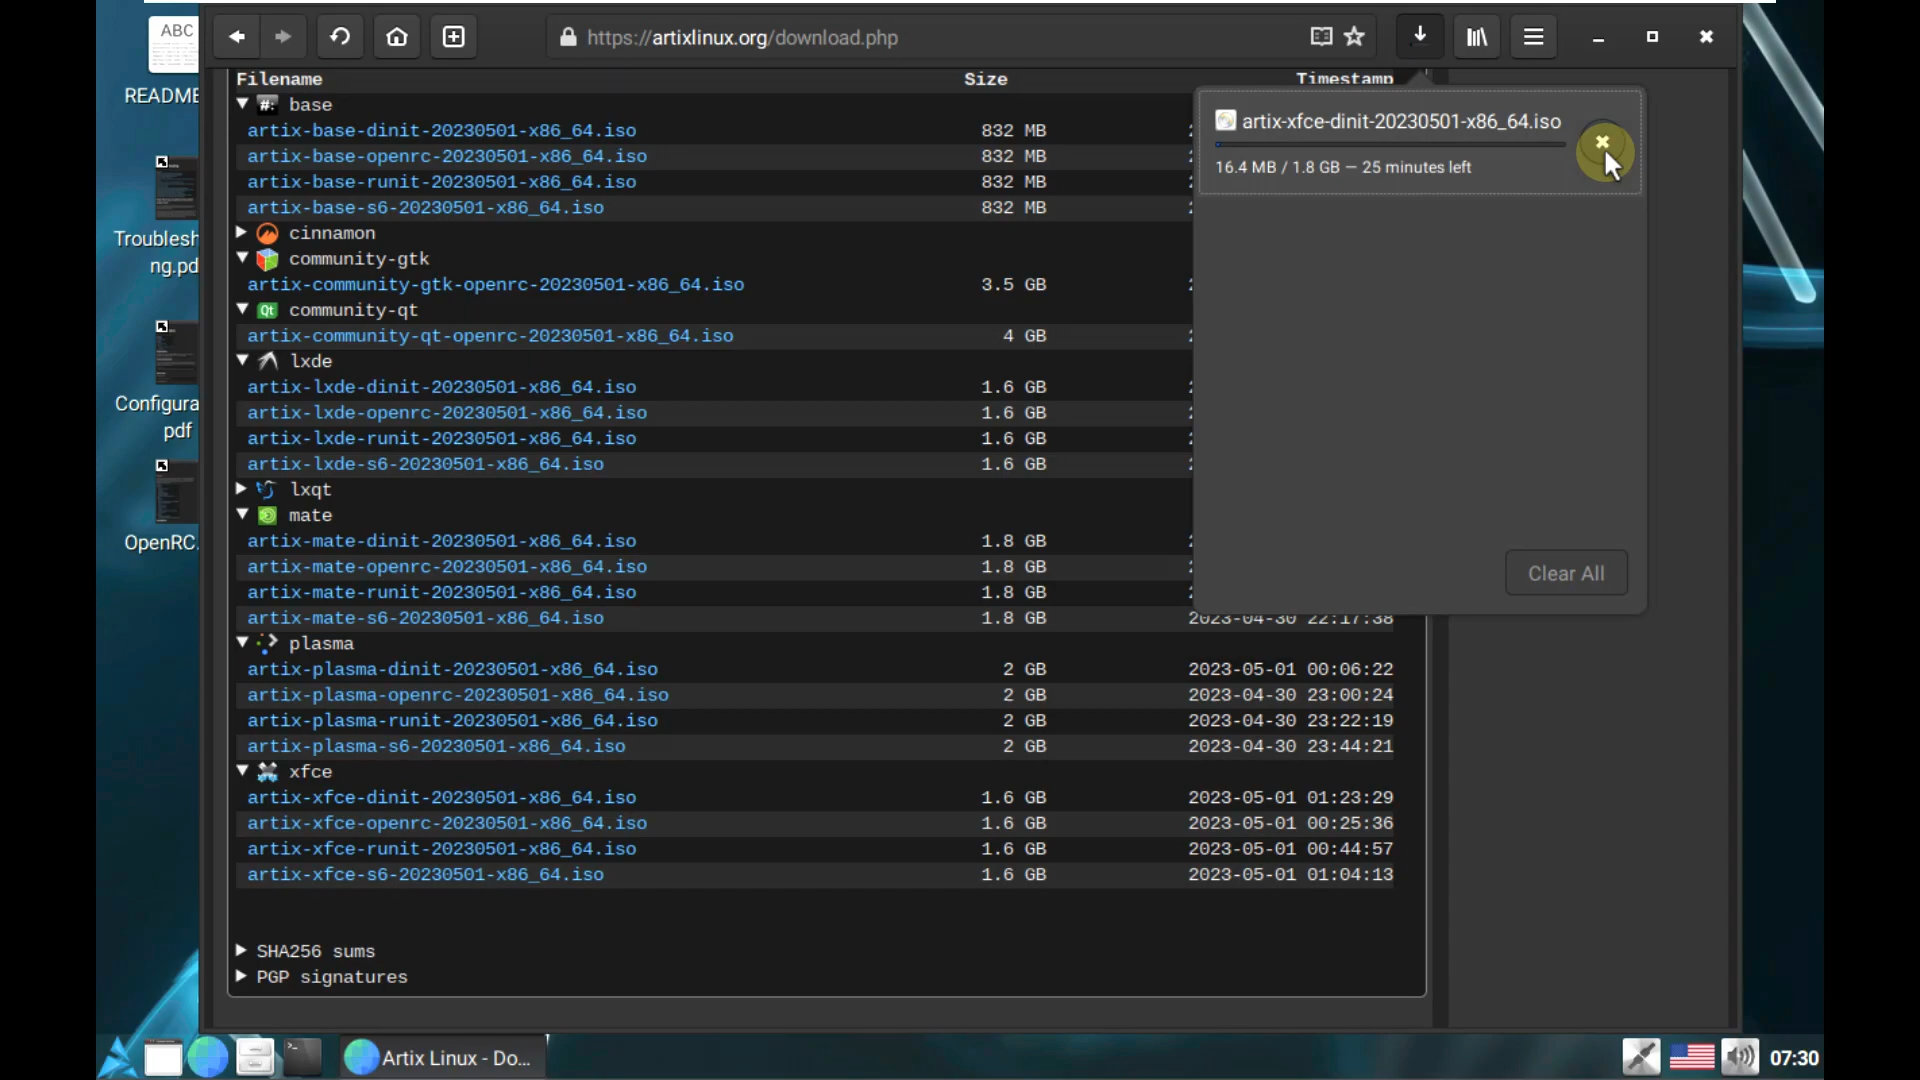 ABC
README
Troublesh
ng.pd
Configura
pdf
OpenRC.
https://artixlinux.org/download.php
Filename Size Timestamp
#: base
artix-base-dinit-20230501-x86_64.iso 832 MB
artix-base-openrc-20230501-x86_64.iso 832 MB
artix-base-runit-20230501-x86_64.iso 832 MB
artix-base-s6-20230501-x86_64.iso 832 MB
cinnamon
community-gtk
artix-community-gtk-openrc-20230501-x86_64.iso 3.5 GB
Qt community-qt
artix-community-qt-openrc-20230501-x86_64.iso 4 GB
lxde
artix-lxde-dinit-20230501-x86_64.iso 1.6 GB
artix-lxde-openrc-20230501-x86_64.iso 1.6 GB
artix-lxde-runit-20230501-x86_64.iso 1.6 GB
artix-lxde-s6-20230501-x86_64.iso 1.6 GB
lxqt
mate
artix-mate-dinit-20230501-x86_64.iso 1.8 GB
artix-mate-openrc-20230501-x86_64.iso 1.8 GB
artix-mate-runit-20230501-x86_64.iso 1.8 GB
artix-mate-s6-20230501-x86_64.iso 1.8 GB 2023-04-30 22:17:38
plasma
artix-plasma-dinit-20230501-x86_64.iso 2 GB 2023-05-01 00:06:22
artix-plasma-openrc-20230501-x86_64.iso 2 GB 2023-04-30 23:00:24
artix-plasma-runit-20230501-x86_64.iso 2 GB 2023-04-30 23:22:19
artix-plasma-s6-20230501-x86_64.iso 2 GB 2023-04-30 23:44:21
xfce
artix-xfce-dinit-20230501-x86_64.iso 1.6 GB 2023-05-01 01:23:29
artix-xfce-openrc-20230501-x86_64.iso 1.6 GB 2023-05-01 00:25:36
artix-xfce-runit-20230501-x86_64.iso 1.6 GB 2023-05-01 00:44:57
artix-xfce-s6-20230501-x86_64.iso 1.6 GB 2023-05-01 01:04:13
SHA256 sums
PGP signatures
artix-xfce-dinit-20230501-x86_64.iso
16.4 MB / 1.8 GB — 25 minutes left
Clear All
Artix Linux - Do...
07:30